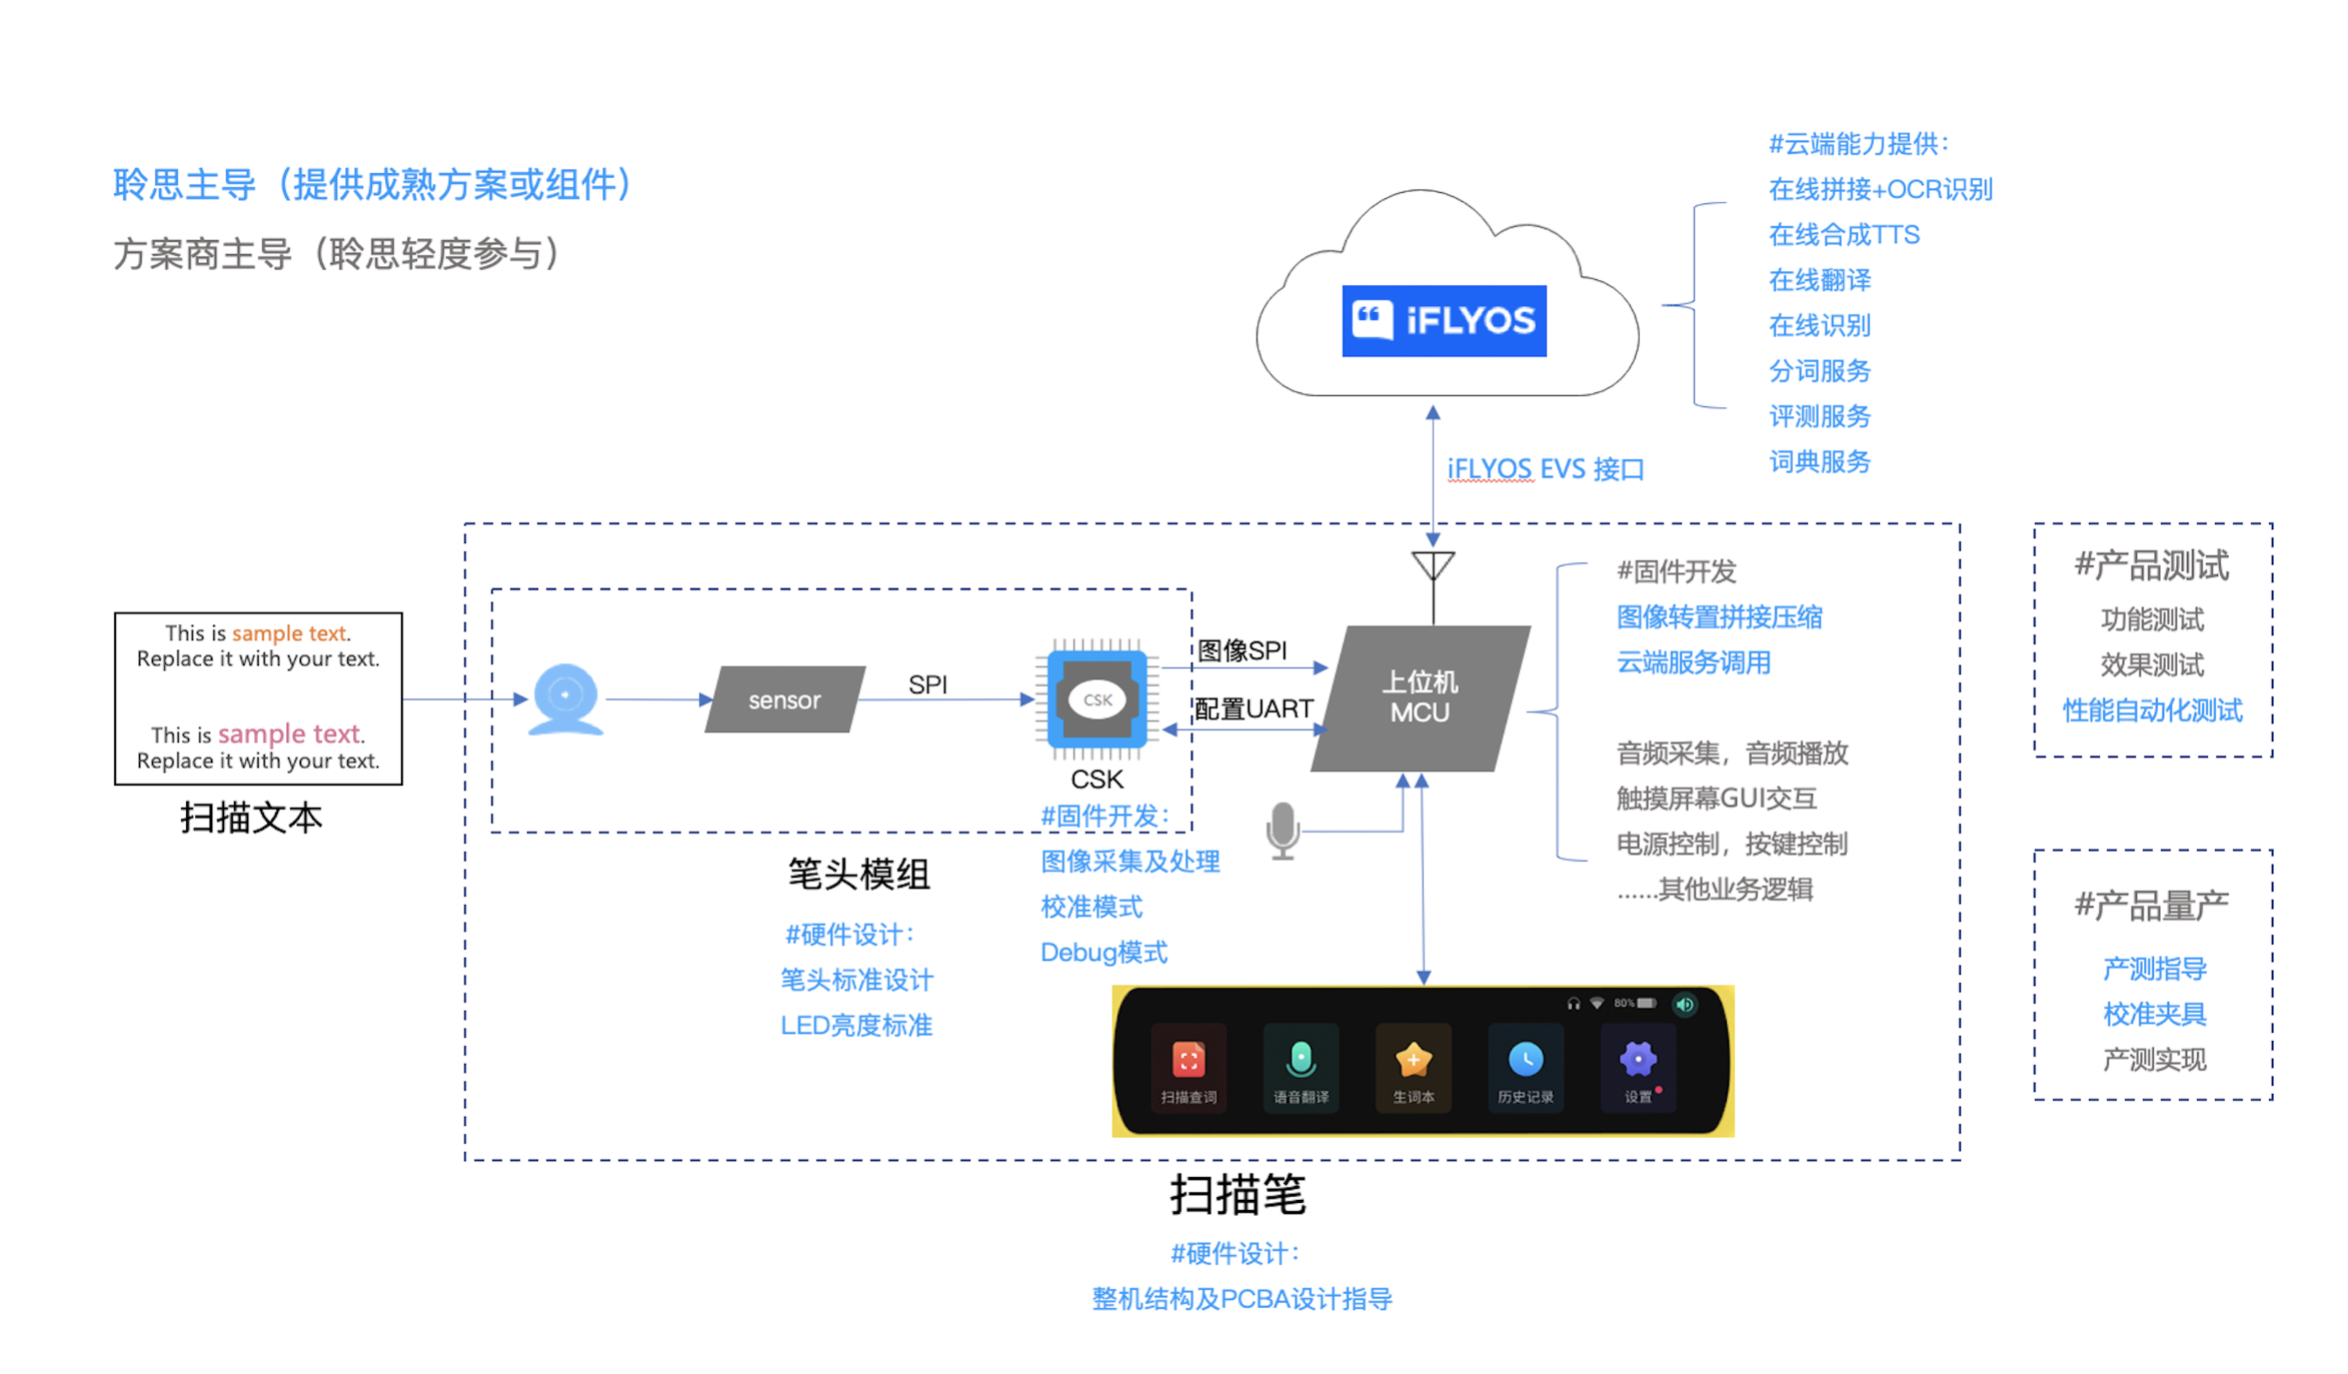 聆思主导（提供成熟方案或组件）
方案商主导（聆思轻度参与）
#云端能力提供：
在线拼接+OCR识别
在线合成TTS
在线翻译
在线识别
分词服务
评测服务
词典服务
iFLYOS
iFLYOS EVS 接口
This is sample text.
Replace it with your text.
This is sample text.
Replace it with your text.
扫描文本
sensor
SPI
CSK
CSK
图像SPI
配置UART
上位机
MCU
#固件开发
图像转置拼接压缩
云端服务调用
音频采集，音频播放
触摸屏幕GUI交互
电源控制，按键控制
......其他业务逻辑
#固件开发：
图像采集及处理
校准模式
Debug模式
笔头模组
#硬件设计：
笔头标准设计
LED亮度标准
80%
扫描查词
语音翻译
生词本
历史记录
设置
扫描笔
#硬件设计：
整机结构及PCBA设计指导
#产品测试
功能测试
效果测试
性能自动化测试
#产品量产
产测指导
校准夹具
产测实现